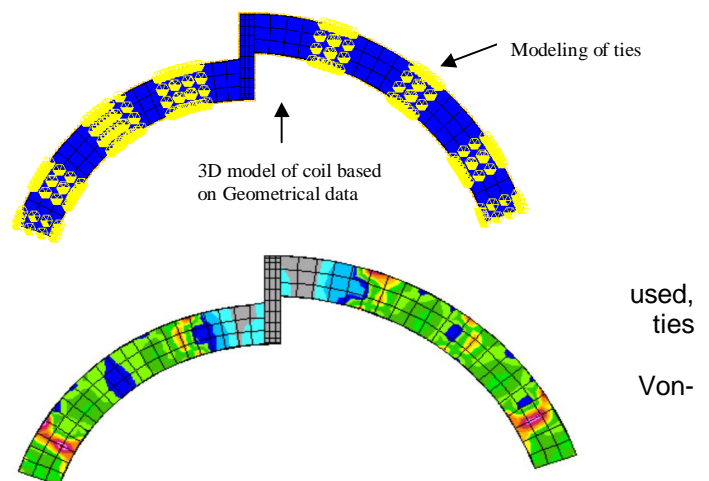 Modeling of ties
3D model of coil based
on Geometrical data
used,
ties
Von-